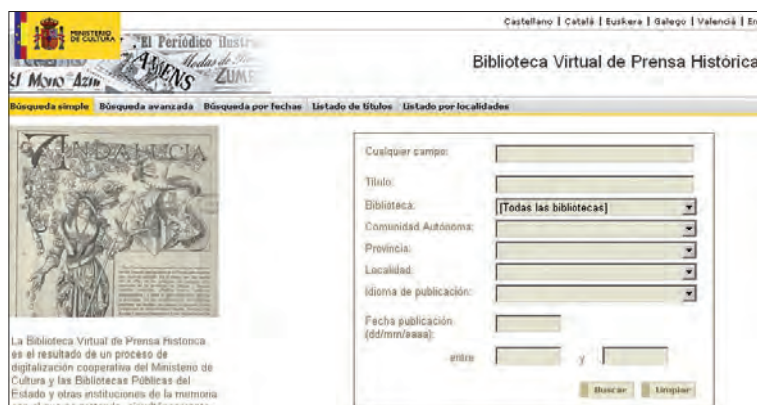 Castellano | Català | Euskera | Galego | Valencià | En
MINISTERIO
DE CULTURA
El Periódico Ilustr
AMENS
Modas de
El Mono Azul
ZUME
Biblioteca Virtual de Prensa Histórica
Búsqueda simple Búsqueda avanzada Búsqueda por fechas Listado de títulos Listado por localidades
ANDALUCIA
Cualquier campo:
Título:
Biblioteca: [Todas las bibliotecas]
Comunidad Autónoma:
Provincia:
Localidad:
Idioma de publicación:
Fecha publicación
(dd/mm/aaaa):
entre y
Buscar Limpiar
La Biblioteca Virtual de Prensa Histórica
es el resultado de un proceso de
digitalización cooperativa del Ministerio de
Cultura y las Bibliotecas Públicas del
Estado y otras instituciones de la memoria